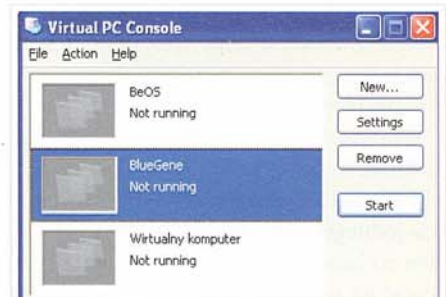 Virtual PC Console
File Action Help
BeOS
Not running
BlueGene
Not running
Wirtualny komputer
Not running
New...
Settings
Remove
Start